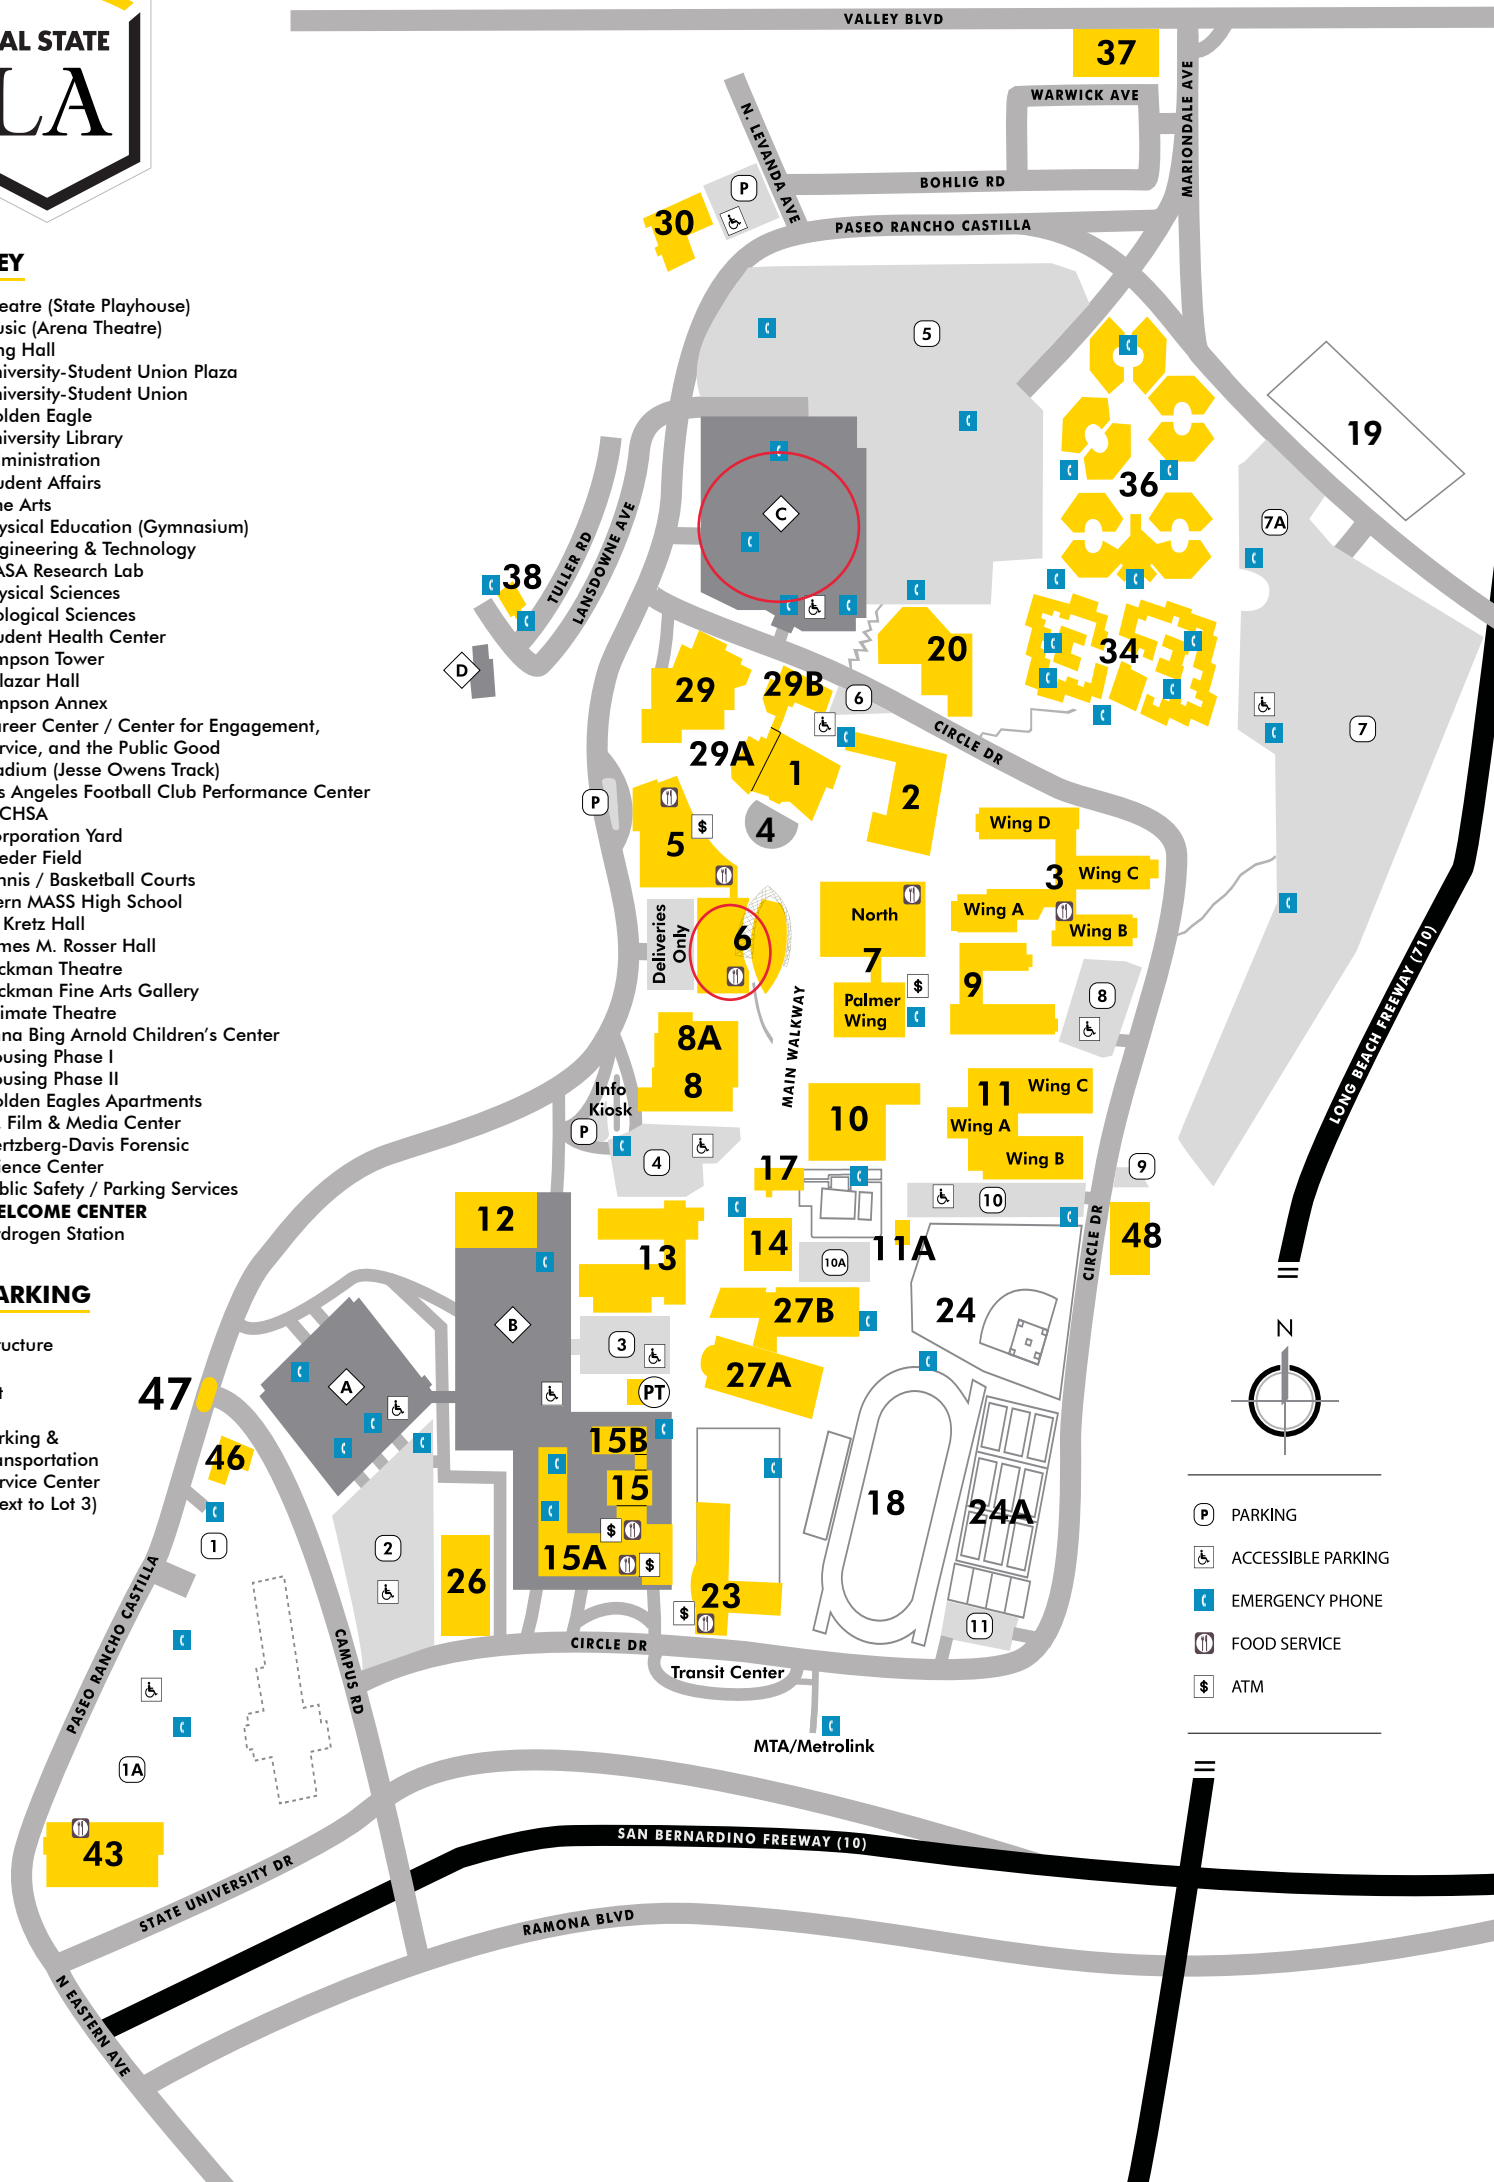 AL STATE
LA
EY
eatre (State Playhouse)
usic (Arena Theatre)
ng Hall
niversity-Student Union Plaza
niversity-Student Union
olden Eagle
niversity Library
ministration
udent Affairs
ne Arts
ysical Education (Gymnasium)
gineering & Technology
ASA Research Lab
ysical Sciences
ological Sciences
udent Health Center
mpson Tower
lazar Hall
mpson Annex
areer Center / Center for Engagement,
rvice, and the Public Good
adium (Jesse Owens Track)
s Angeles Football Club Performance Center
CHSA
orporation Yard
eder Field
nnis / Basketball Courts
ern MASS High School
Kretz Hall
mes M. Rosser Hall
ckman Theatre
ckman Fine Arts Gallery
timate Theatre
na Bing Arnold Children's Center
ousing Phase I
ousing Phase II
olden Eagles Apartments
. Film & Media Center
ertzberg-Davis Forensic
ience Center
blic Safety / Parking Services
ELCOME CENTER
ydrogen Station
ARKING
ructure
t
rking &
ansportation
rvice Center
ext to Lot 3)
VALLEY BLVD
37
WARWICK AVE
MARIONDALE AVE
N. LEVANDA AVE
P
BOHLIG RD
30
PASEO RANCHO CASTILLA
5
19
36
7A
C
TULLER RD
LANSDOWNE AVE
38
D
20
34
29
29B
6
7
CIRCLE DR
29A
1
2
P
4
5
$
Wing D
3
Wing C
Wing A
Wing B
North
Deliveries
Only
6
7
$
9
8
Palmer
Wing
MAIN WALKWAY
LONG BEACH FREEWAY (710)
8A
8
Info
Kiosk
P
4
10
11
Wing C
Wing A
Wing B
9
17
10
12
13
14
10A
11A
48
CIRCLE DR
B
27B
24
N
3
A
47
27A
PT
46
15B
15
$
15A
$
18
24A
1
2
26
23
$
11
PASEO RANCHO CASTILLA
CAMPUS RD
CIRCLE DR
Transit Center
MTA/Metrolink
1A
43
P
PARKING
ACCESSIBLE PARKING
EMERGENCY PHONE
FOOD SERVICE
$
ATM
SAN BERNARDINO FREEWAY (10)
STATE UNIVERSITY DR
RAMONA BLVD
N EASTERN AVE